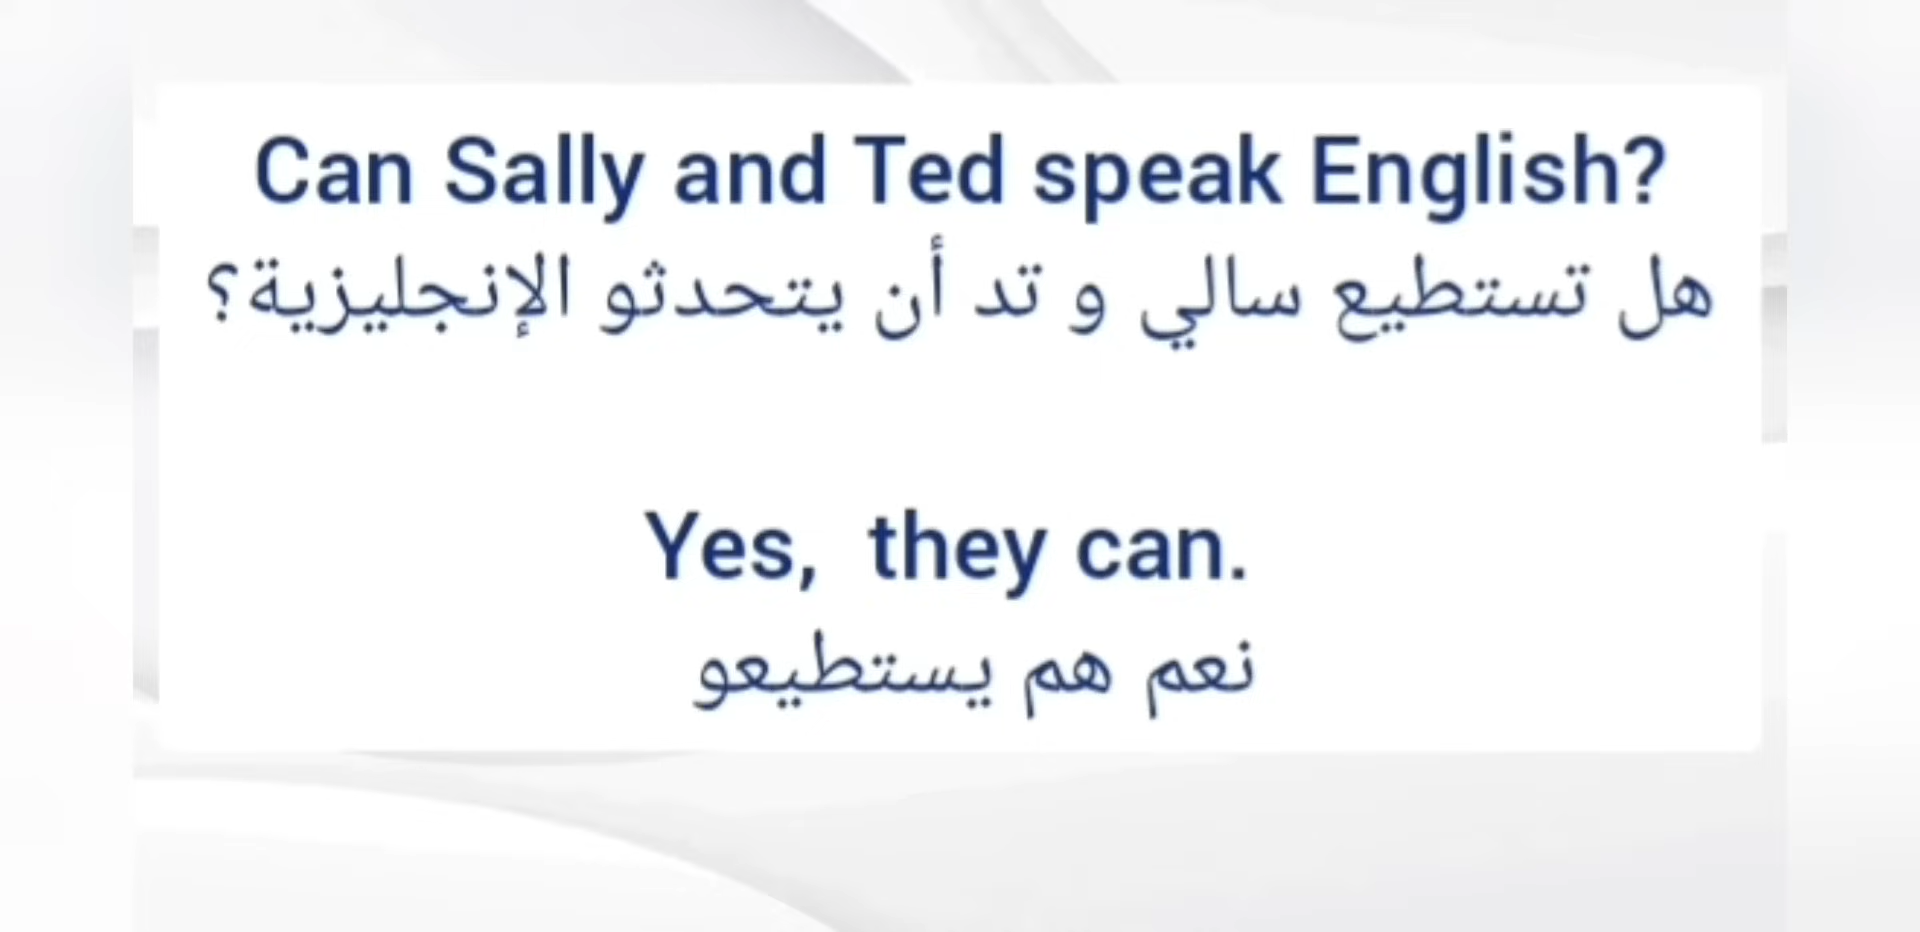 Can Sally and Ted speak English?
هل تستطيع سالي و تد أن يتحدثو الإنجليزية؟
Yes, they can.
نعم هم يستطيعو